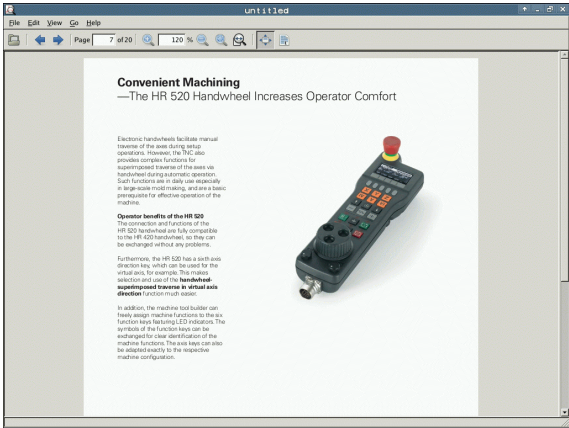 untitled
File Edit View Go Help
Page 7 of 20 120 %
Convenient Machining
—The HR 520 Handwheel Increases Operator Comfort
Electronic handwheels facilitate manual
traverse of the axes during setup
operations. However, the TNC also
provides complex functions for
superimposed traverse of the axes via
handwheel during automatic operation.
Such functions are in daily use especially
in large-scale mold making, and are a basic
prerequisite for effective operation of the
machine.
Operator benefits of the HR 520
The connection and functions of the
HR 520 handwheel are fully compatible
to the HR 420 handwheel, so they can
be exchanged without any problems.
Furthermore, the HR 520 has a sixth axis
direction key, which can be used for the
virtual axis, for example. This makes
selection and use of the handwheel-
superimposed traverse in virtual axis
direction function much easier.
In addition, the machine tool builder can
freely assign machine functions to the six
function keys featuring LED indicators. The
symbols of the function keys can be
exchanged for clear identification of the
machine functions. The axis keys can also
be adapted exactly to the respective
machine configuration.